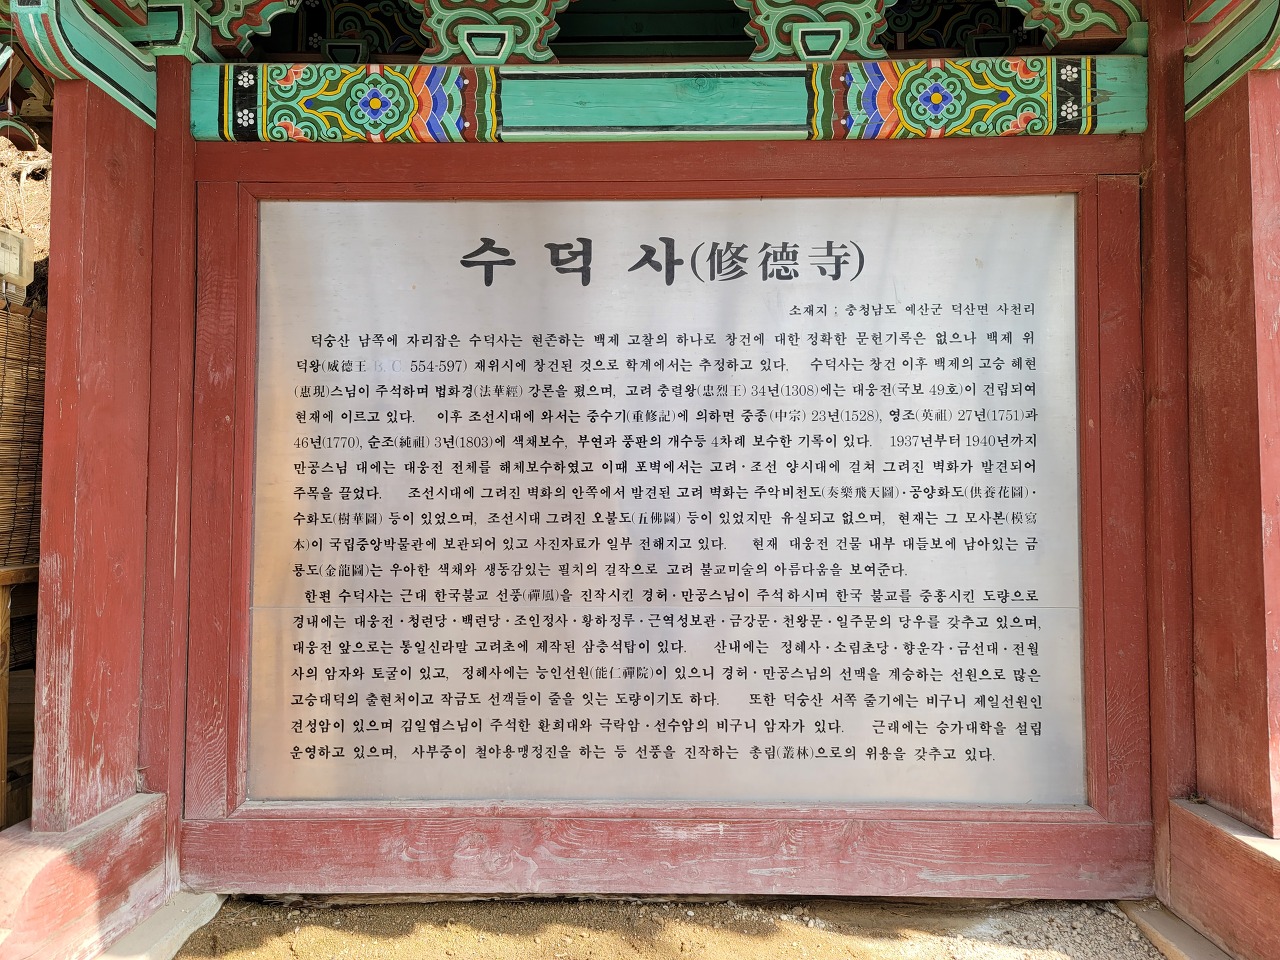 수덕사(修德寺)
소재지 ; 충청남도 예산군 덕산면 사천리
덕숭산 남쪽에 자리잡은 수덕사는 현존하는 백제 고찰의 하나로 창건에 대한 정확한 문헌기록은 없으나 백제 위
덕왕(威德王 B.C. 554-597) 재위시에 창건된 것으로 학계에서는 추정하고 있다. 수덕사는 창건 이후 백제의 고승 혜현
(惠現)스님이 주석하며 법화경(法華經) 강론을 폈으며, 고려 충렬왕(忠烈王) 34년(1308)에는 대웅전(국보 49호)이 건립되여
현재에 이르고 있다. 이후 조선시대에 와서는 중수기(重修記)에 의하면 중종(中宗) 23년(1528), 영조(英祖) 27년(1751)과
46년(1770), 순조(純祖) 3년(1803)에 색채보수, 부연과 풍판의 개수등 4차례 보수한 기록이 있다. 1937년부터 1940년까지
만공스님 대에는 대웅전 전체를 해체보수하였고 이때 포벽에서는 고려·조선 양시대에 걸쳐 그려진 벽화가 발견되어
주목을 끌었다. 조선시대에 그려진 벽화의 안쪽에서 발견된 고려 벽화는 주악비천도(奏樂飛天圖)·공양화도(供養花圖)·
수화도(樹華圖) 등이 있었으며, 조선시대 그려진 오불도(五佛圖) 등이 있었지만 유실되고 없으며, 현재는 그 모사본(模寫
本)이 국립중앙박물관에 보관되어 있고 사진자료가 일부 전해지고 있다. 현재 대웅전 건물 내부 대들보에 남아있는 금
룡도(金龍圖)는 우아한 색채와 생동감있는 필치의 걸작으로 고려 불교미술의 아름다움을 보여준다.
한편 수덕사는 근대 한국불교 선풍(禪風)을 진작시킨 경허·만공스님이 주석하시며 한국 불교를 중흥시킨 도량으로
경내에는 대웅전·청련당·백련당·조인정사·황하정루·근역성보관·금강문·천왕문·일주문의 당우를 갖추고 있으며,
대웅전 앞으로는 통일신라말 고려초에 제작된 삼층석탑이 있다. 산내에는 정혜사·소림초당·향운각·금선대·전월
사의 암자와 토굴이 있고, 정혜사에는 능인선원(能仁禪院)이 있으니 경허·만공스님의 선맥을 계승하는 선원으로 많은
고승대덕의 출현처이고 작금도 선객들이 줄을 잇는 도량이기도 하다. 또한 덕숭산 서쪽 줄기에는 비구니 제일선원인
견성암이 있으며 김일엽스님이 주석한 환희대와 극락암·선수암의 비구니 암자가 있다. 근래에는 승가대학을 설립
운영하고 있으며, 사부중이 철야용맹정진을 하는 등 선풍을 진작하는 총림(叢林)으로의 위용을 갖추고 있다.